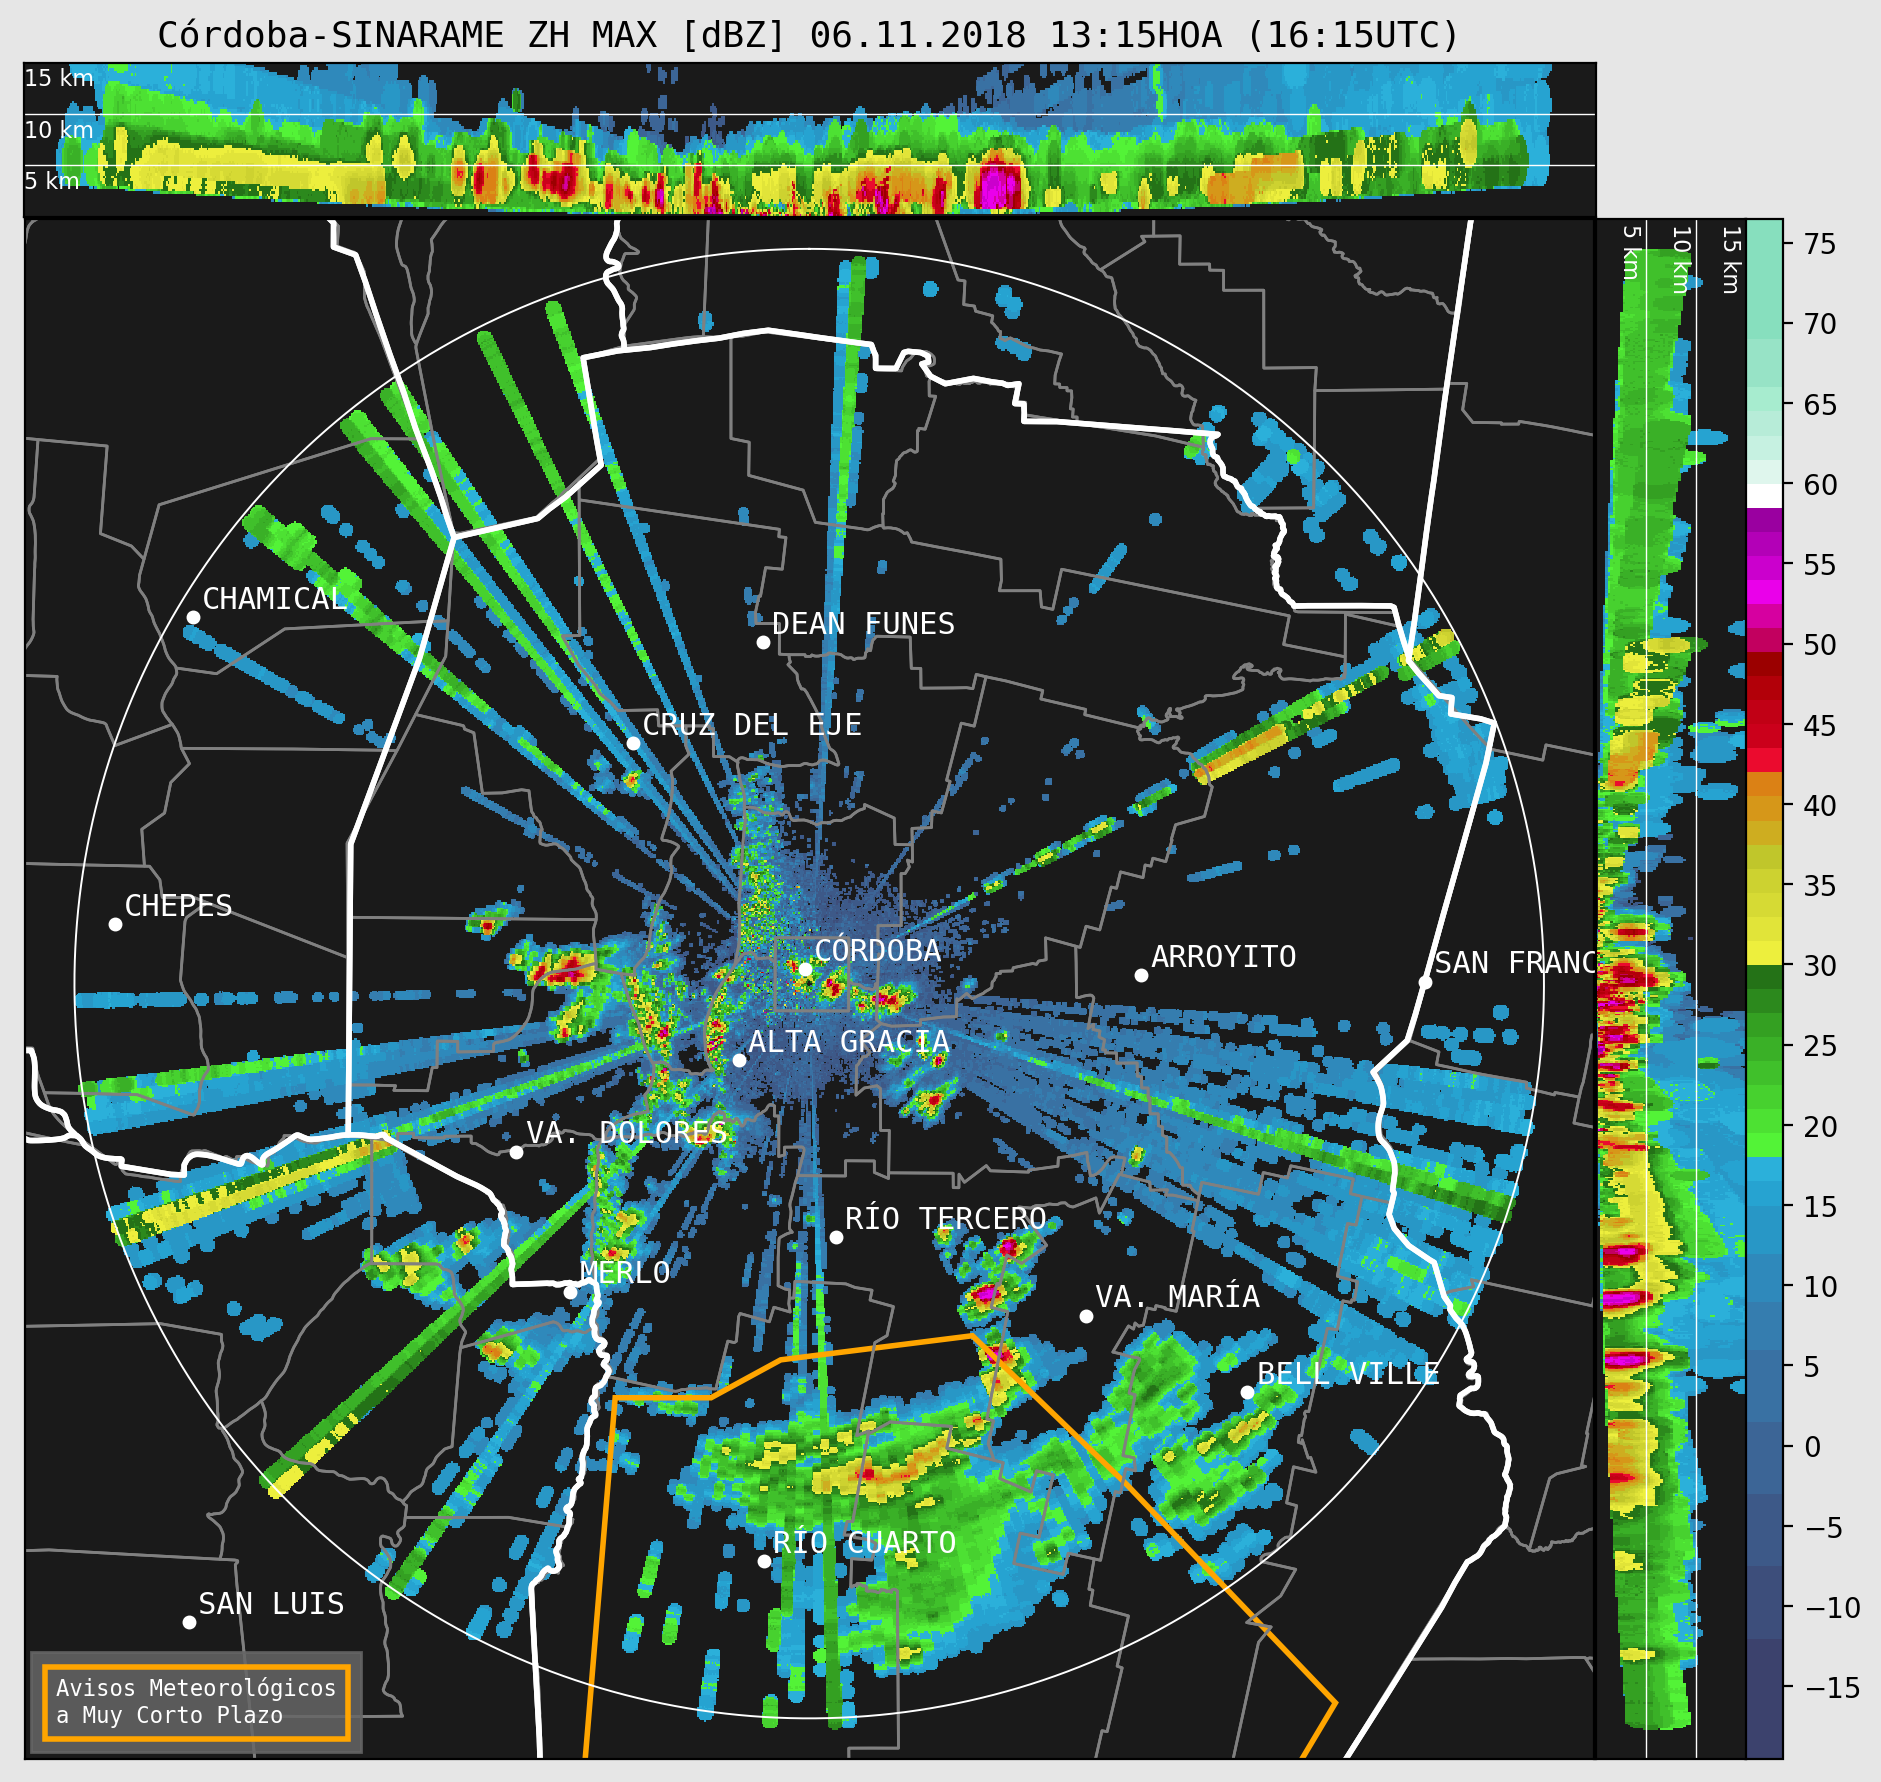 Córdoba-SINARAME ZH MAX [dBZ] 06.11.2018 13:15HOA (16:15UTC)
15 km
10 km
5 km
5 km
10 km
15 km
75
70
65
60
55
50
45
40
35
30
25
20
15
10
5
0
−5
−10
−15
CHAMICAL
DEAN FUNES
CRUZ DEL EJE
CHEPES
CÓRDOBA
ARROYITO
SAN FRANC
ALTA GRACIA
VA. DOLORES
RÍO TERCERO
MERLO
VA. MARÍA
BELL VILLE
RÍO CUARTO
SAN LUIS
Avisos Meteorológicos
a Muy Corto Plazo